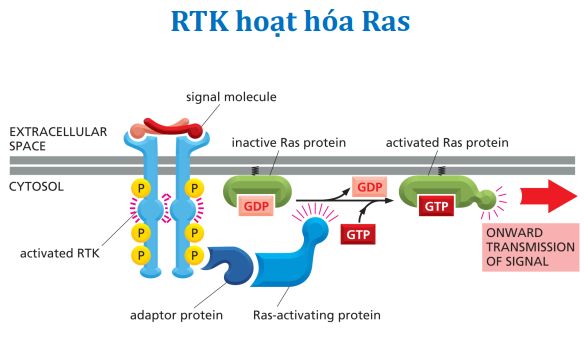 RTK hoạt hóa Ras
signal molecule
EXTRACELLULAR
SPACE
inactive Ras protein
activated Ras protein
CYTOSOL
P
P
GDP
GDP
GTP
GTP
P
P
P
P
activated RTK
ONWARD
TRANSMISSION
OF SIGNAL
adaptor protein
Ras-activating protein